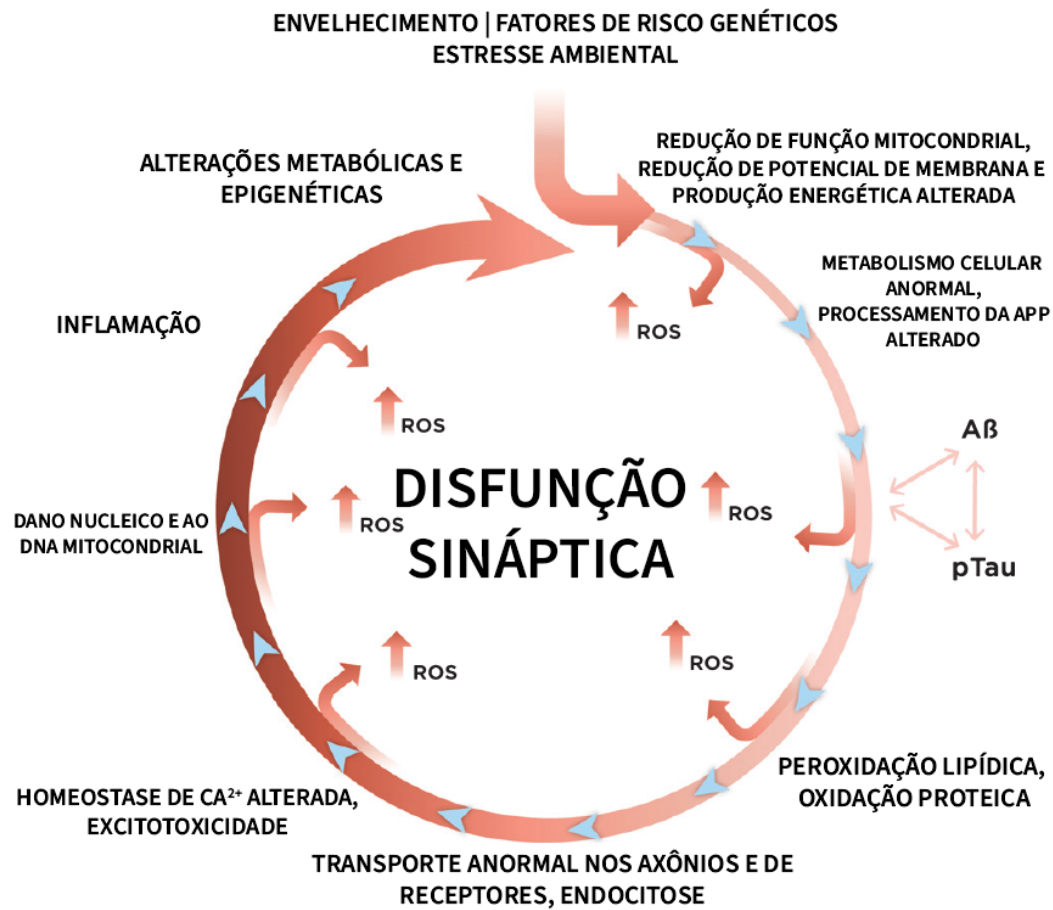 ENVELHECIMENTO | FATORES DE RISCO GENÉTICOS
ESTRESSE AMBIENTAL
REDUÇÃO DE FUNÇÃO MITOCONDRIAL,
REDUÇÃO DE POTENCIAL DE MEMBRANA E
PRODUÇÃO ENERGÉTICA ALTERADA
ALTERAÇÕES METABÓLICAS E
EPIGENÉTICAS
METABOLISMO CELULAR
ANORMAL,
PROCESSAMENTO DA APP
ALTERADO
INFLAMAÇÃO
ROS
ROS
Aß
DISFUNÇÃO
SINÁPTICA
ROS
ROS
DANO NUCLEICO E AO
DNA MITOCONDRIAL
pTau
ROS
ROS
PEROXIDAÇÃO LIPÍDICA,
OXIDAÇÃO PROTEICA
HOMEOSTASE DE CA²⁺ ALTERADA,
EXCITOTOXICIDADE
TRANSPORTE ANORMAL NOS AXÔNIOS E DE
RECEPTORES, ENDOCITOSE